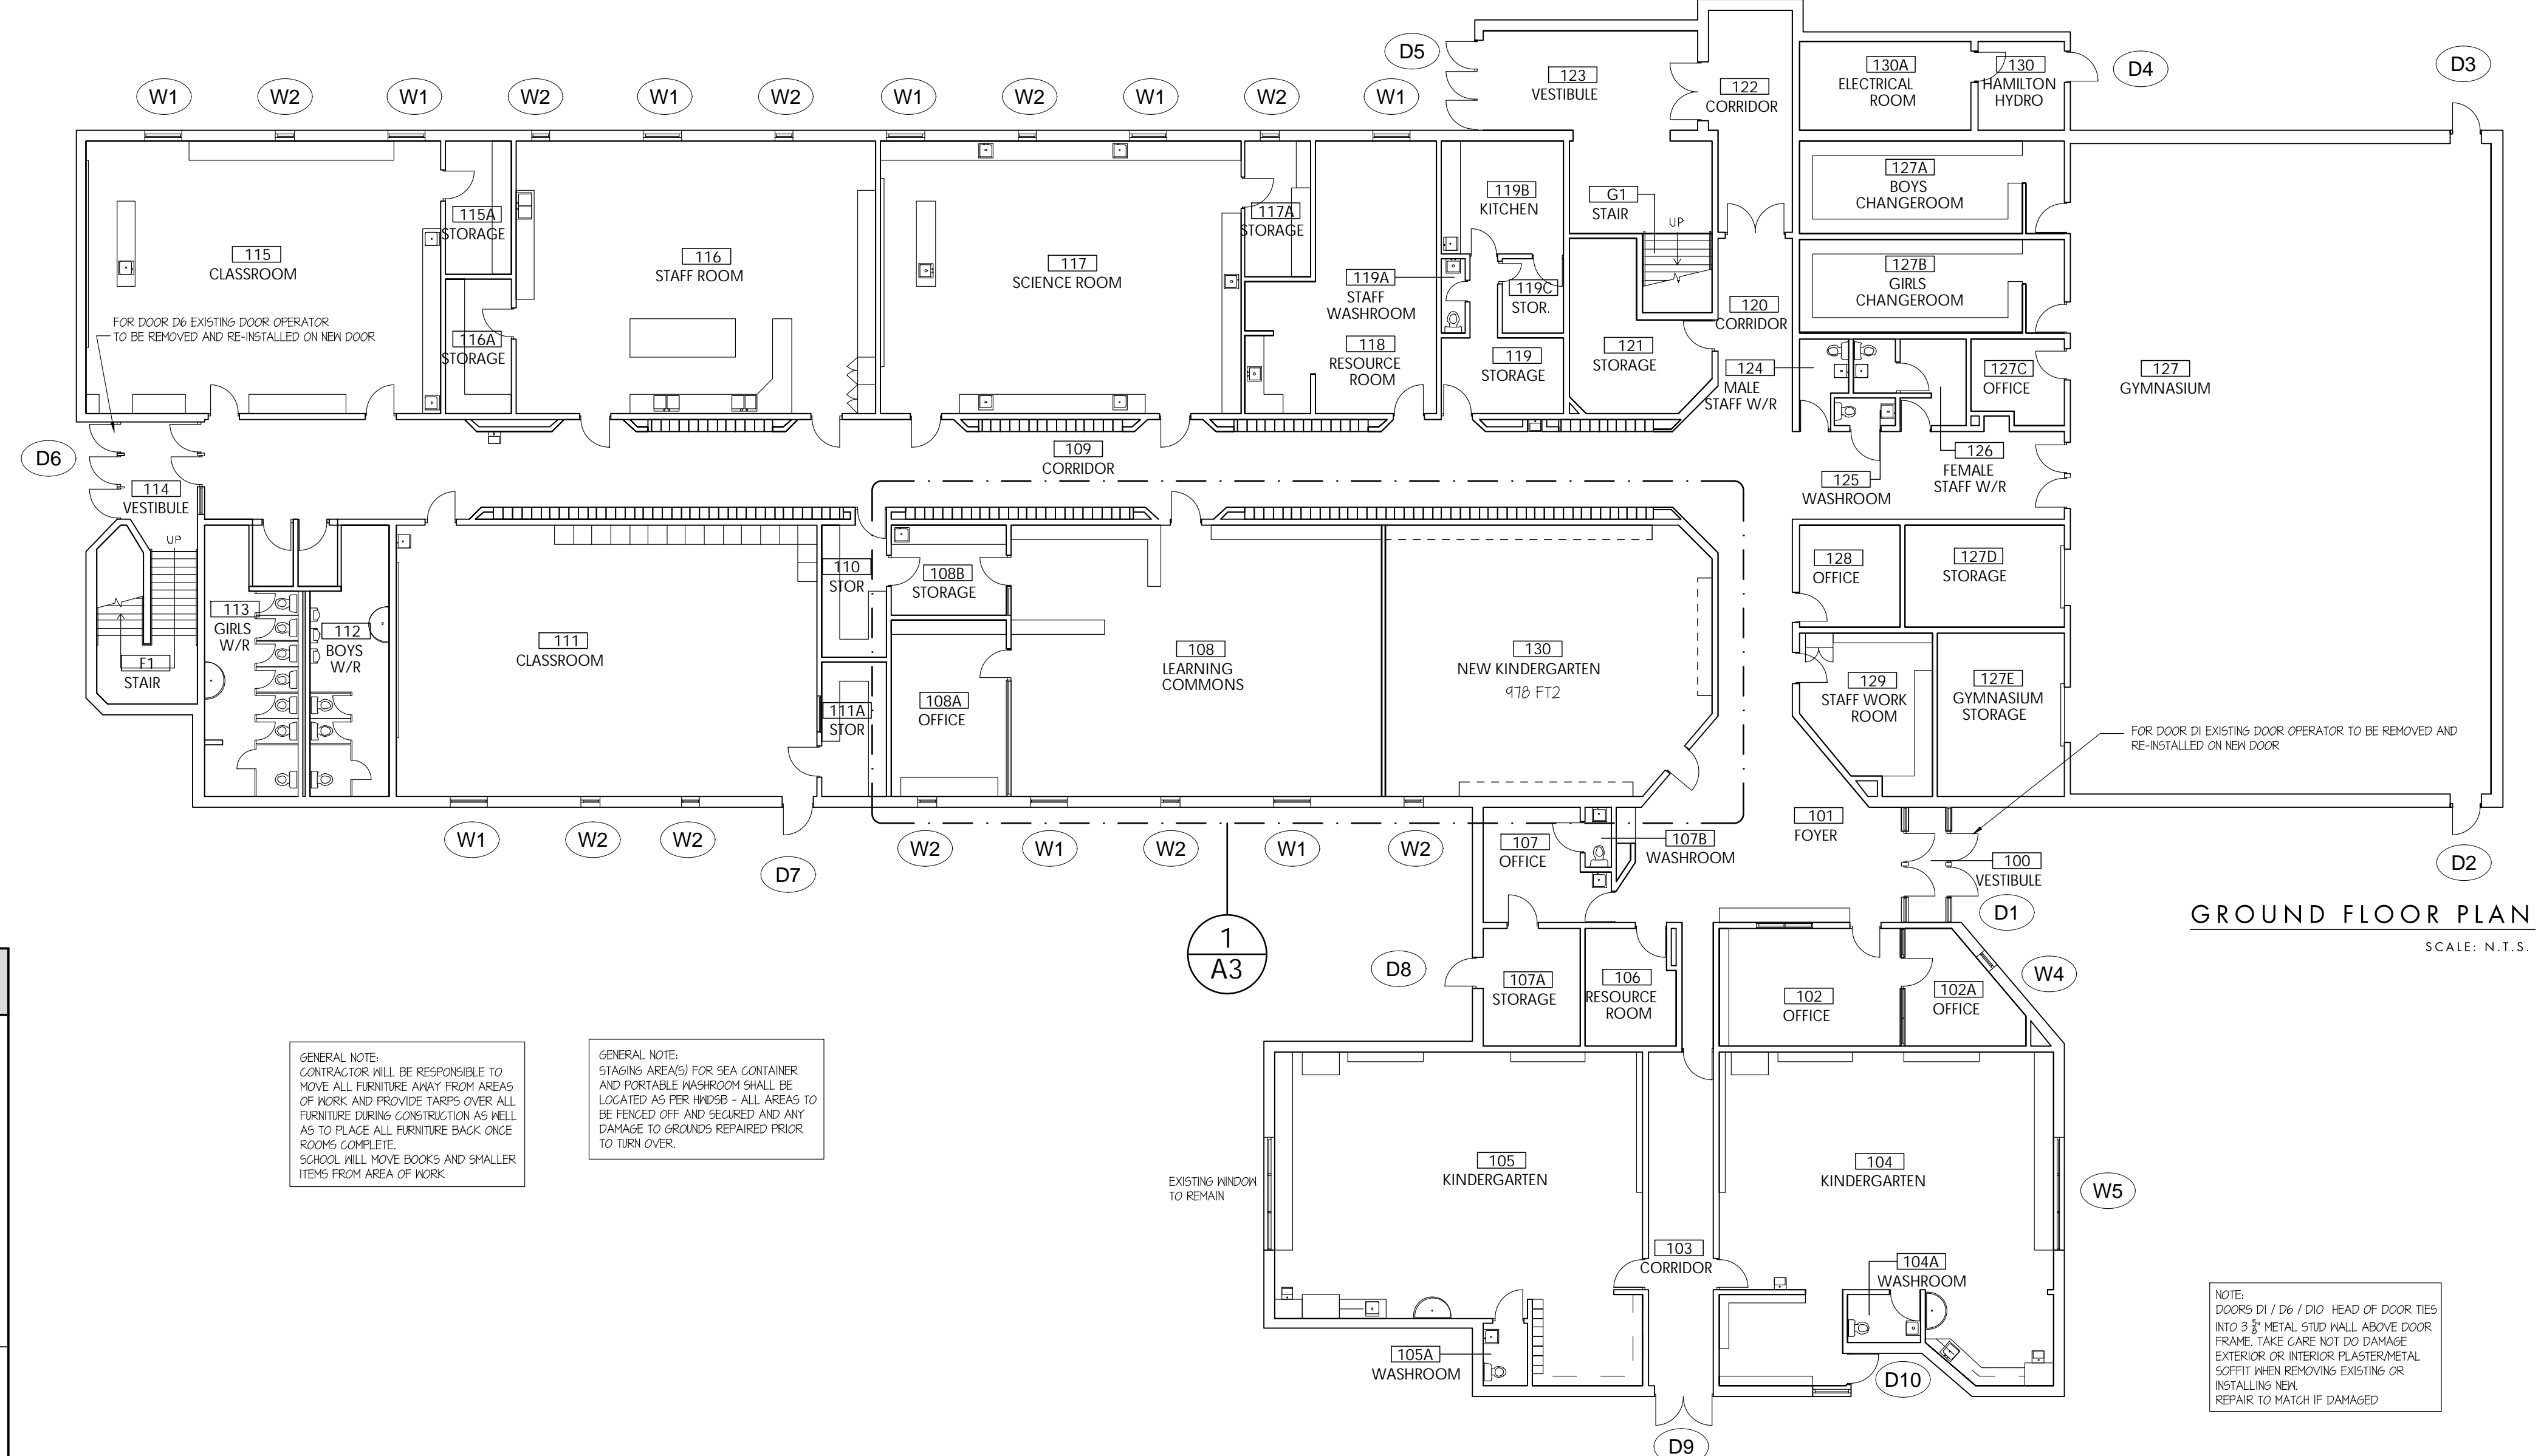 D5
D4
D3
W1
W2
W1
W2
W1
W2
W1
W2
W1
W2
W1
123
VESTIBULE
122
CORRIDOR
130A
ELECTRICAL
ROOM
130
HAMILTON
HYDRO
127A
BOYS
CHANGEROOM
115A
STORAGE
117A
STORAGE
119B
KITCHEN
G1
STAIR
UP
115
CLASSROOM
116
STAFF ROOM
117
SCIENCE ROOM
119A
STAFF
WASHROOM
119C
STOR.
127B
GIRLS
CHANGEROOM
120
CORRIDOR
FOR DOOR D6 EXISTING DOOR OPERATOR
TO BE REMOVED AND RE-INSTALLED ON NEW DOOR
116A
STORAGE
118
RESOURCE
ROOM
119
STORAGE
121
STORAGE
124
MALE
STAFF W/R
127C
OFFICE
127
GYMNASIUM
D6
109
CORRIDOR
114
VESTIBULE
125
WASHROOM
126
FEMALE
STAFF W/R
UP
110
STOR
108B
STORAGE
128
OFFICE
127D
STORAGE
113
GIRLS
W/R
112
BOYS
W/R
111
CLASSROOM
108
LEARNING
COMMONS
130
NEW KINDERGARTEN
978 FT2
F1
STAIR
111A
STOR
108A
OFFICE
129
STAFF WORK
ROOM
127E
GYMNASIUM
STORAGE
FOR DOOR D1 EXISTING DOOR OPERATOR TO BE REMOVED AND
RE-INSTALLED ON NEW DOOR
W1
W2
W2
D7
W2
W1
W2
W1
W2
107
OFFICE
107B
WASHROOM
101
FOYER
100
VESTIBULE
D1
D2
GROUND FLOOR PLAN
SCALE: N.T.S.
1
A3
D8
107A
STORAGE
106
RESOURCE
ROOM
102
OFFICE
102A
OFFICE
W4
GENERAL NOTE:
CONTRACTOR WILL BE RESPONSIBLE TO
MOVE ALL FURNITURE AWAY FROM AREAS
OF WORK AND PROVIDE TARPS OVER ALL
FURNITURE DURING CONSTRUCTION AS WELL
AS TO PLACE ALL FURNITURE BACK ONCE
ROOMS COMPLETE.
SCHOOL WILL MOVE BOOKS AND SMALLER
ITEMS FROM AREA OF WORK
GENERAL NOTE:
STAGING AREA(S) FOR SEA CONTAINER
AND PORTABLE WASHROOM SHALL BE
LOCATED AS PER HWDSB - ALL AREAS TO
BE FENCED OFF AND SECURED AND ANY
DAMAGE TO GROUNDS REPAIRED PRIOR
TO TURN OVER.
EXISTING WINDOW
TO REMAIN
105
KINDERGARTEN
104
KINDERGARTEN
W5
103
CORRIDOR
104A
WASHROOM
105A
WASHROOM
D10
D9
NOTE:
DOORS D1 / D6 / D10 HEAD OF DOOR TIES
INTO 3 5/8" METAL STUD WALL ABOVE DOOR
FRAME. TAKE CARE NOT DO DAMAGE
EXTERIOR OR INTERIOR PLASTER/METAL
SOFFIT WHEN REMOVING EXISTING OR
INSTALLING NEW.
REPAIR TO MATCH IF DAMAGED